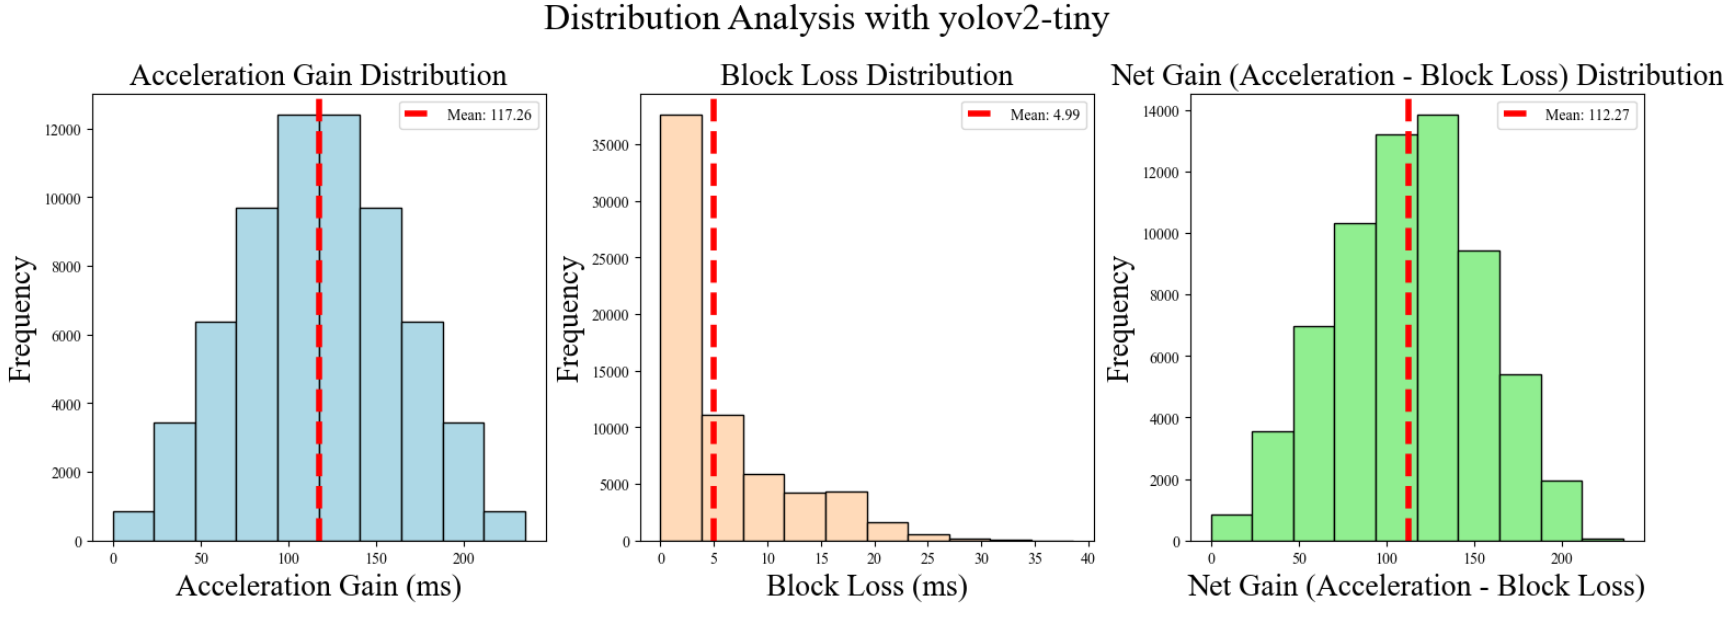 Distribution Analysis with yolov2-tiny
Acceleration Gain Distribution
Mean: 117.26
12000
10000
8000
6000
4000
2000
0
Frequency
0 50 100 150 200
Acceleration Gain (ms)
Block Loss Distribution
Mean: 4.99
35000
30000
25000
20000
15000
10000
5000
0
Frequency
0 5 10 15 20 25 30 35 40
Block Loss (ms)
Net Gain (Acceleration - Block Loss) Distribution
Mean: 112.27
14000
12000
10000
8000
6000
4000
2000
0
Frequency
0 50 100 150 200
Net Gain (Acceleration - Block Loss)